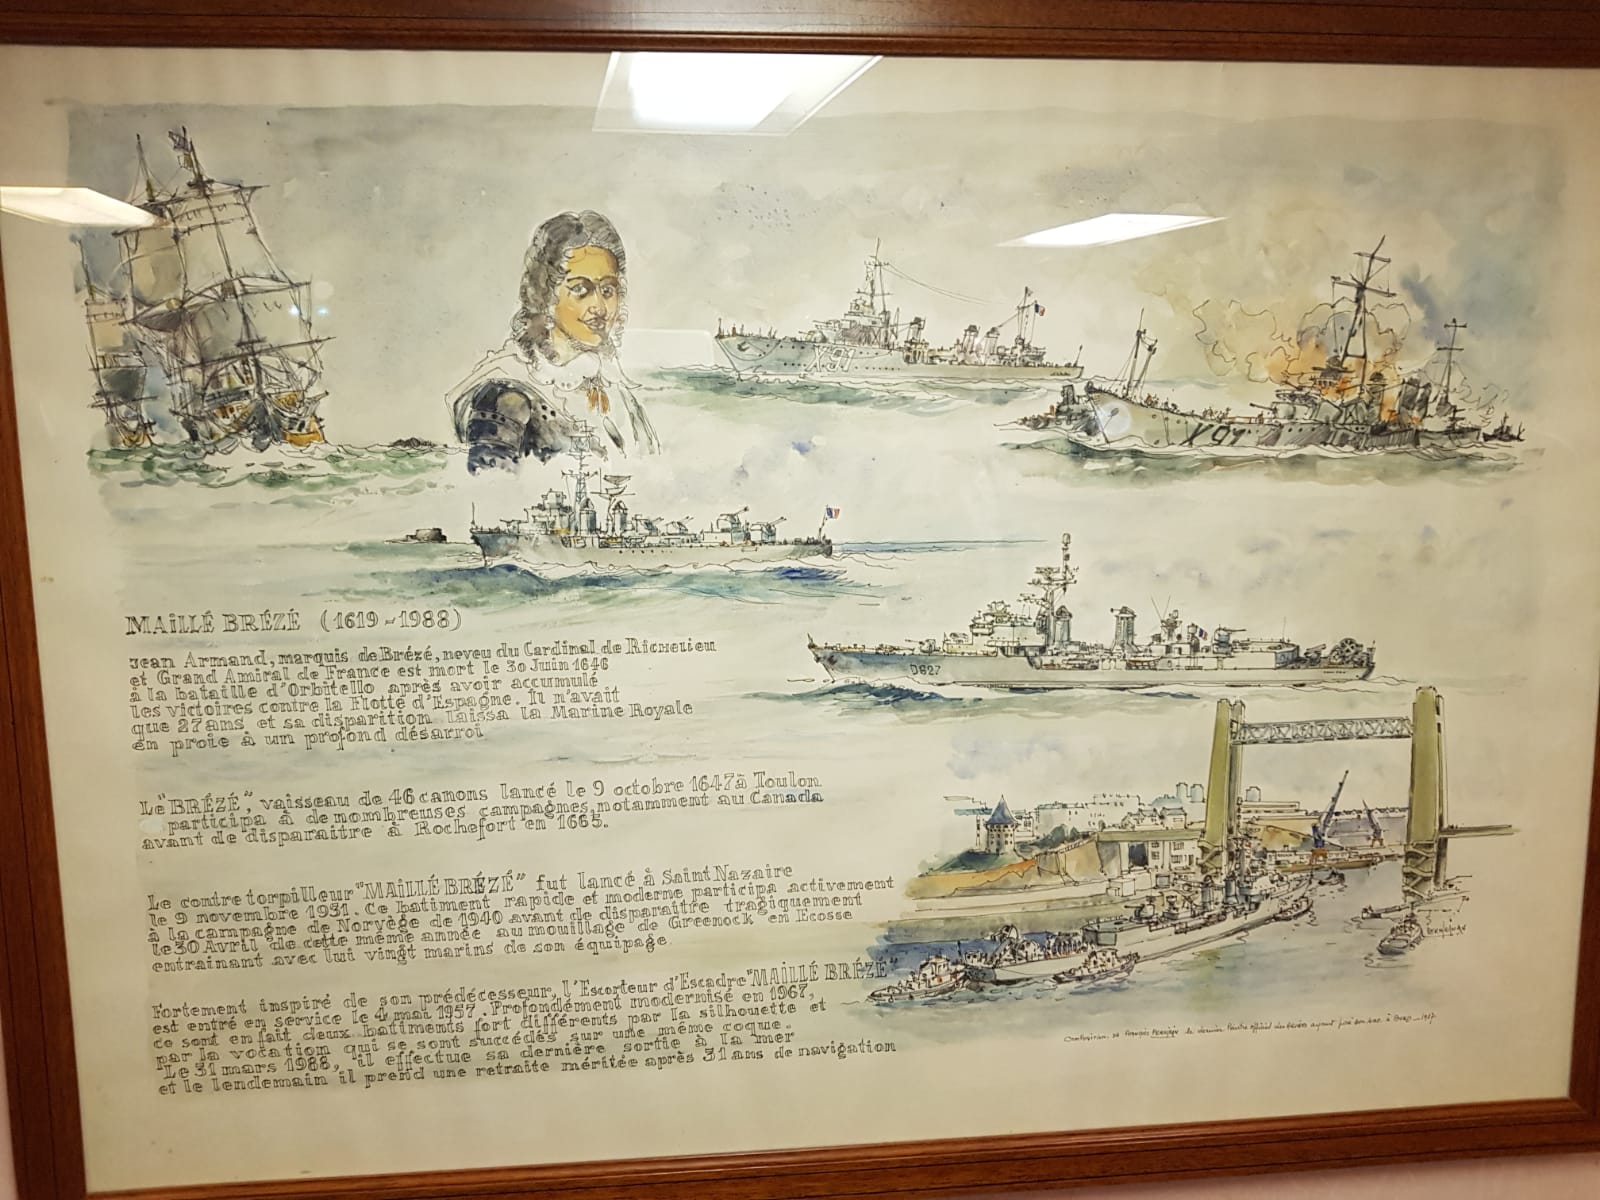 X91
X91
D627
MAILLÉ BRÉZÉ (1619-1988)
Jean Armand, marquis de Brézé, neveu du Cardinal de Richelieu
et Grand Amiral de France est mort le 30 Juin 1646
à la bataille d'Orbitello après avoir accumulé
les victoires contre la Flotte d'Espagne. Il n'avait
que 27 ans et sa disparition laissa la Marine Royale
en proie à un profond désarroi
Le "BRÉZÉ", vaisseau de 46 canons lancé le 9 octobre 1647 à Toulon
participa à de nombreuses campagnes, notamment au Canada
avant de disparaitre à Rochefort en 1665.
Le contre torpilleur "MAILLÉ BRÉZÉ" fut lancé à Saint Nazaire
le 9 novembre 1931. Ce batiment rapide et moderne participa activement
à la campagne de Norvège de 1940 avant de disparaitre tragiquement
le 30 Avril de cette même année au mouillage de Greenock en Ecosse
entrainant avec lui vingt marins de son équipage.
Fortement inspiré de son prédécesseur, l'Escorteur d'Escadre "MAILLÉ BRÉZÉ"
est entré en service le 4 mai 1957. Profondément modernisé en 1967,
ce sont en fait deux batiments fort différents par la silhouette et
par la vocation qui se sont succédés sur une même coque.
Le 31 mars 1988, il effectue sa dernière sortie à la mer
et le lendemain il prend une retraite méritée après 31 ans de navigation